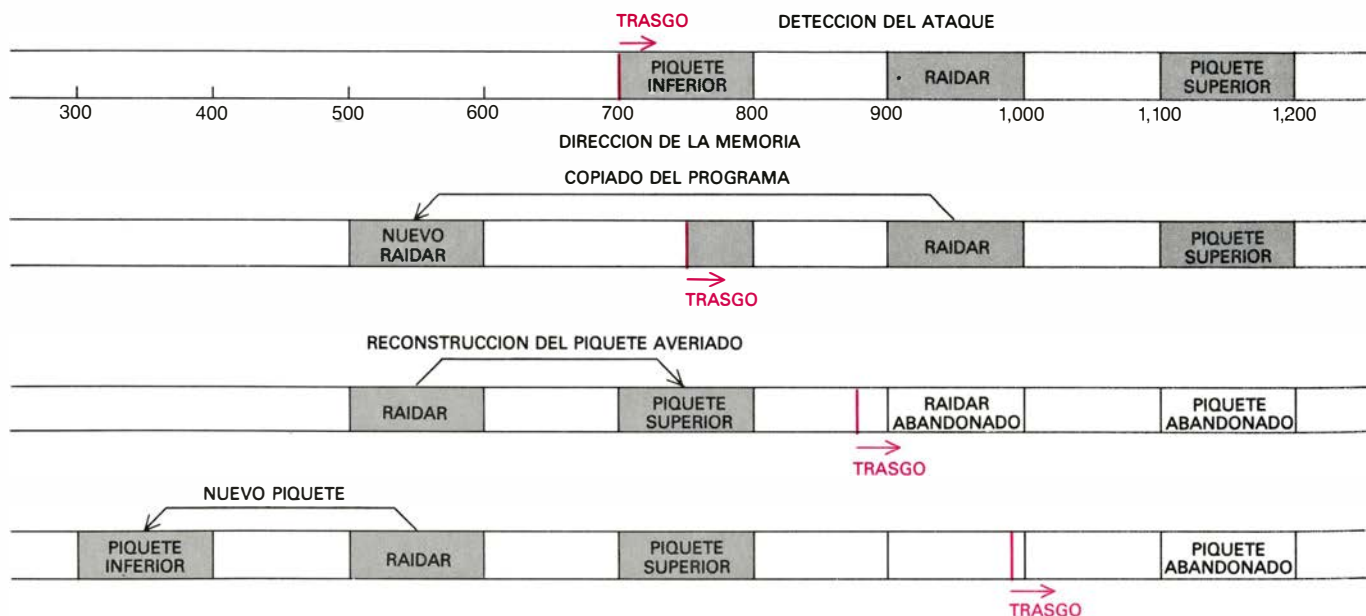 TRASGO
DETECCION DEL ATAQUE
PIQUETE
INFERIOR
RAIDAR
PIQUETE
SUPERIOR
300 400 500 600 700 800 900 1,000 1,100 1,200
DIRECCION DE LA MEMORIA
COPIADO DEL PROGRAMA
NUEVO
RAIDAR
RAIDAR
PIQUETE
SUPERIOR
TRASGO
RECONSTRUCCION DEL PIQUETE AVERIADO
RAIDAR
PIQUETE
SUPERIOR
RAIDAR
ABANDONADO
PIQUETE
ABANDONADO
TRASGO
NUEVO PIQUETE
PIQUETE
INFERIOR
RAIDAR
PIQUETE
SUPERIOR
PIQUETE
ABANDONADO
TRASGO